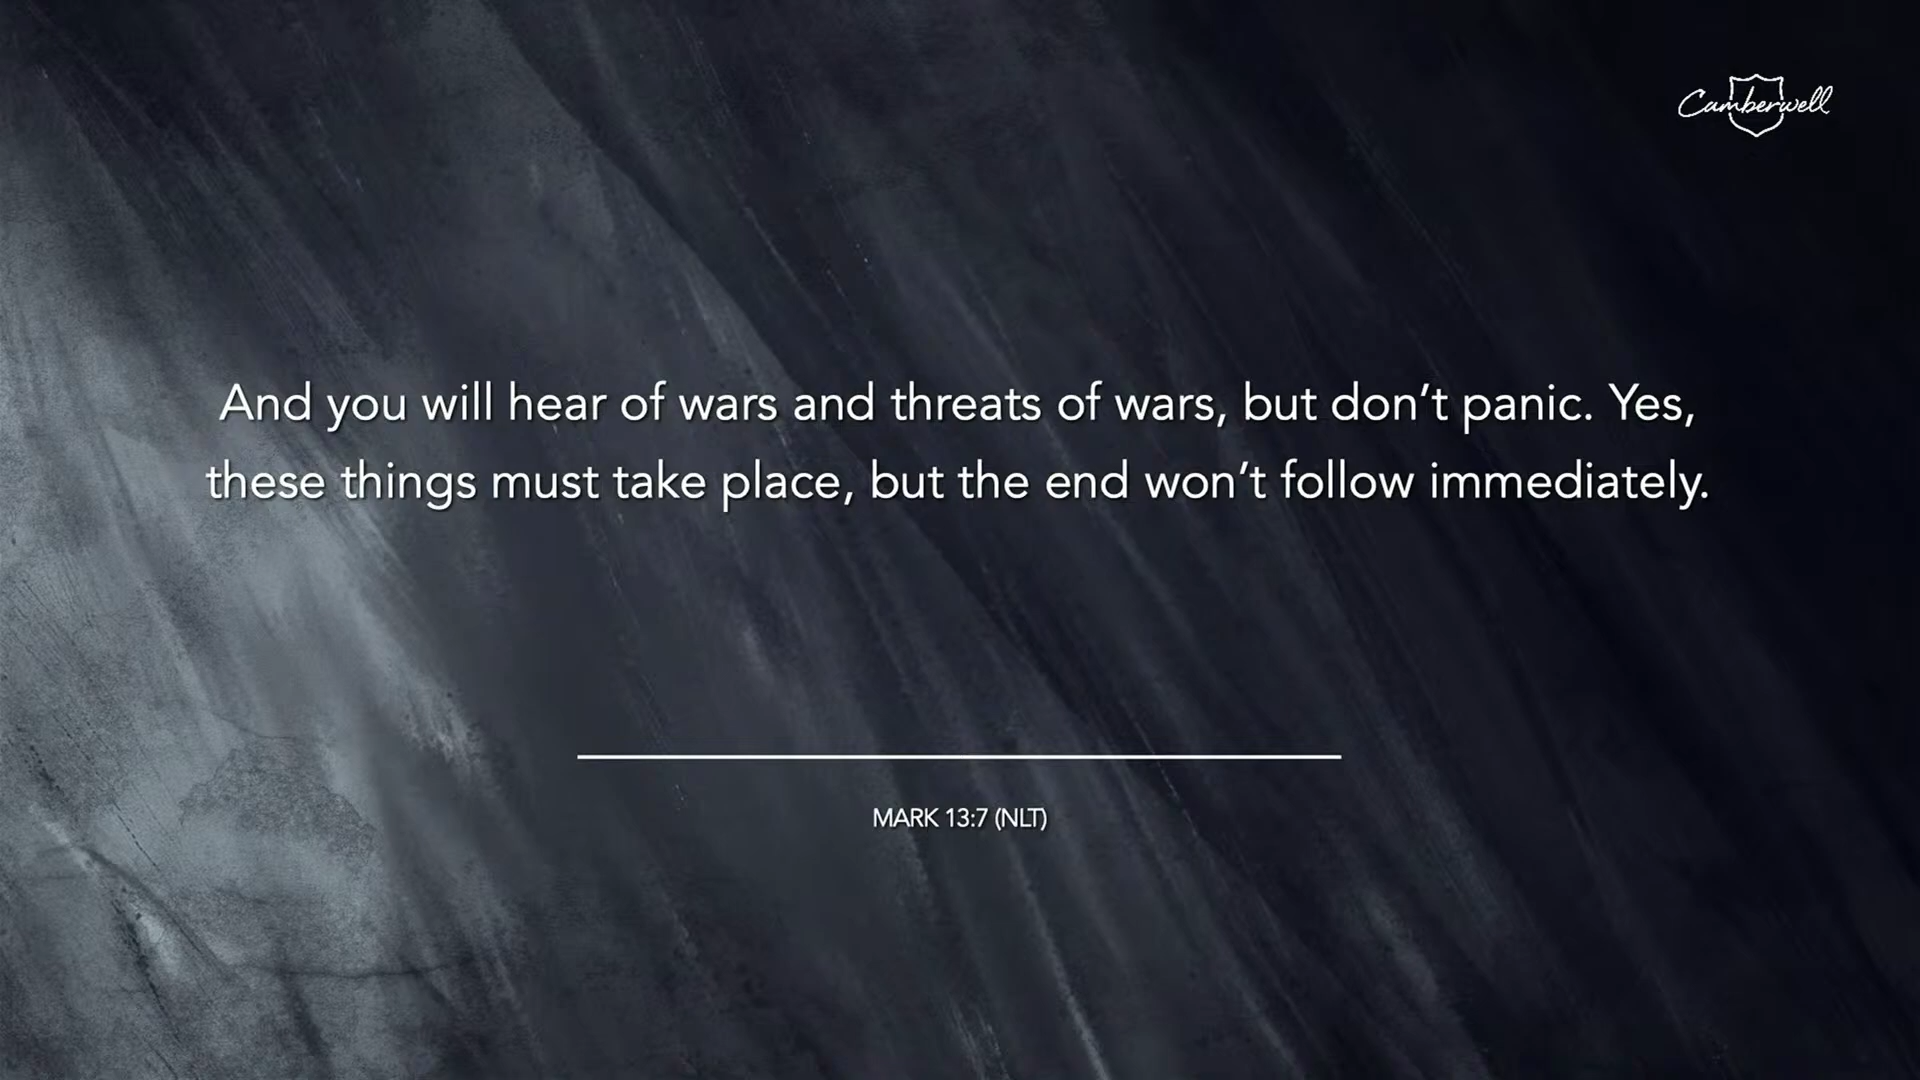 Camberwell
And you will hear of wars and threats of wars, but don’t panic. Yes,
these things must take place, but the end won’t follow immediately.
MARK 13:7 (NLT)